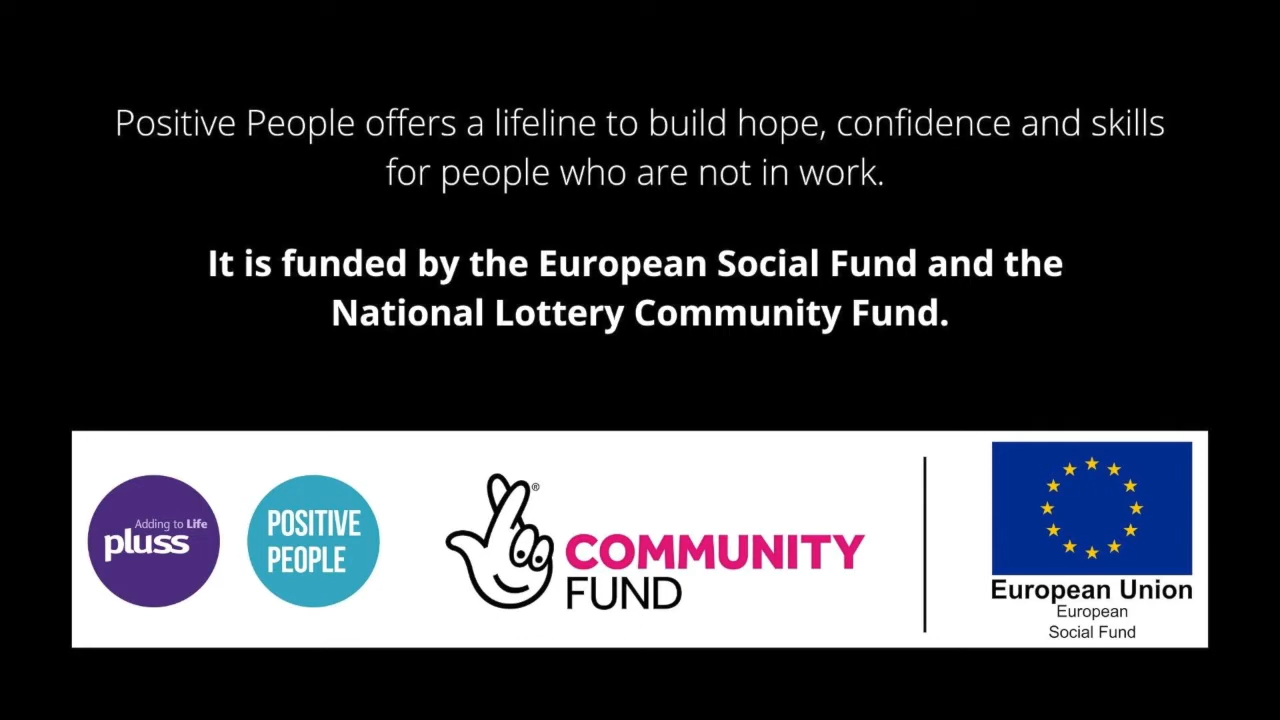 Positive People offers a lifeline to build hope, confidence and skills
for people who are not in work.
It is funded by the European Social Fund and the
National Lottery Community Fund.
Adding to Life
pluss
POSITIVE
PEOPLE
®
COMMUNITY
FUND
European Union
European
Social Fund